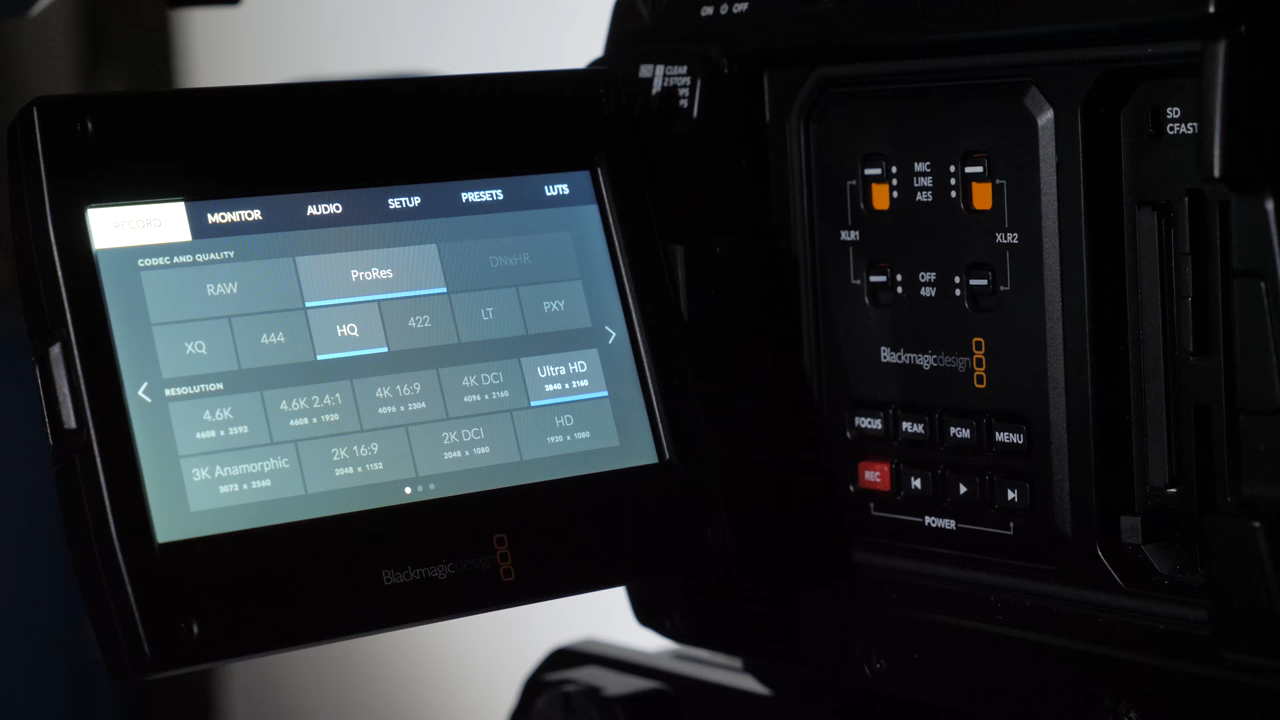 ON OFF
CLEAR
2 STOPS
RECORD MONITOR AUDIO SETUP PRESETS LUTS
CODEC AND QUALITY
RAW ProRes DNxHR
XQ 444 HQ 422 LT PXY
RESOLUTION
4.6K 4.6K 2.4:1 4K 16:9 4K DCI Ultra HD
4608 x 2592 4608 x 1920 4096 x 2304 4096 x 2160 3840 x 2160
3K Anamorphic 2K 16:9 2K DCI HD
3072 x 2560 2048 x 1152 2048 x 1080 1920 x 1080
Blackmagicdesign
SD
CFAST
MIC
LINE
AES
XLR1 XLR2
OFF
48V
Blackmagicdesign
FOCUS PEAK PGM MENU
REC
POWER